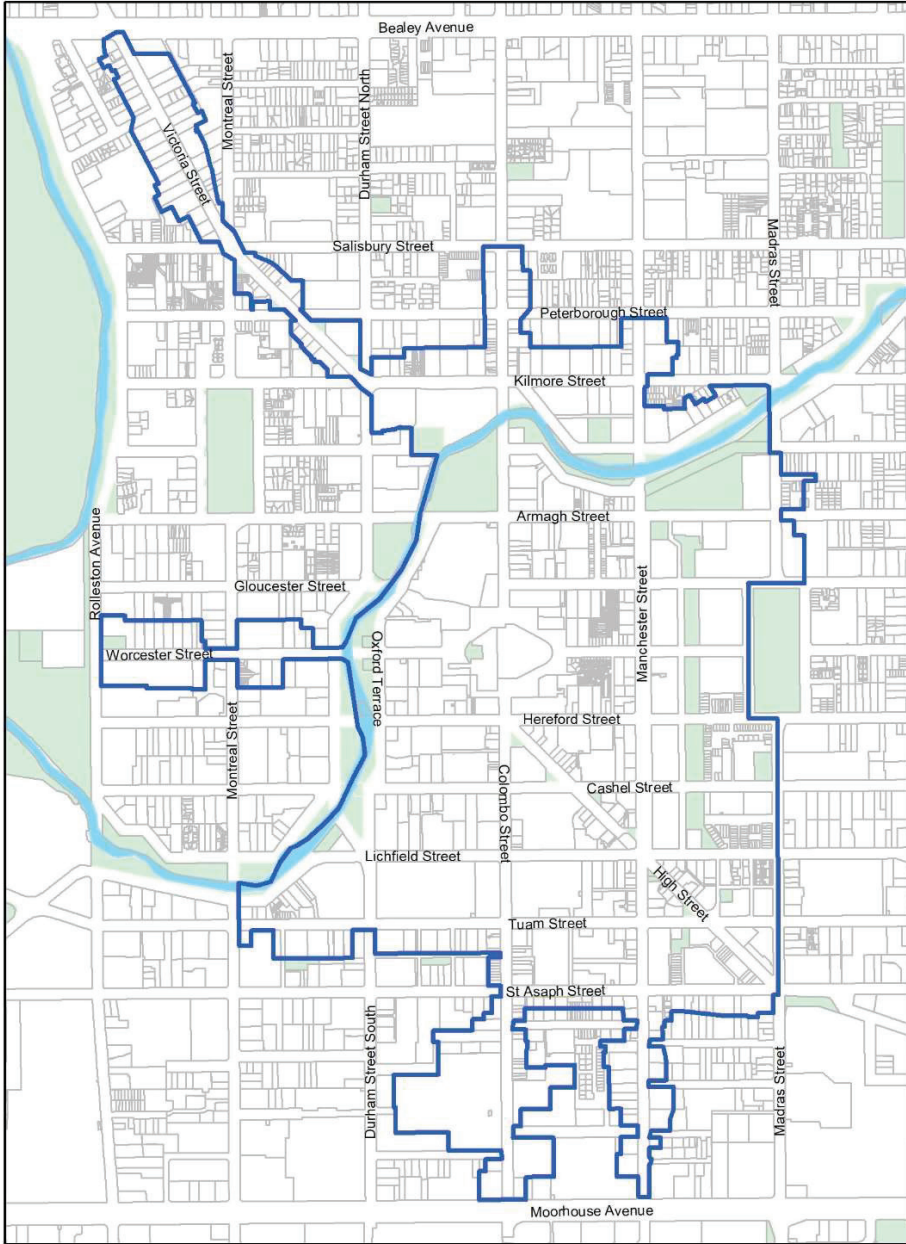 Bealey Avenue
Montreal Street
Durham Street North
Victoria Street
Salisbury Street
Madras Street
Peterborough Street
Kilmore Street
Armagh Street
Rolleston Avenue
Gloucester Street
Manchester Street
Worcester Street
Oxford Terrace
Hereford Street
Montreal Street
Colombo Street
Cashel Street
Lichfield Street
High Street
Tuam Street
St Asaph Street
Durham Street South
Madras Street
Moorhouse Avenue